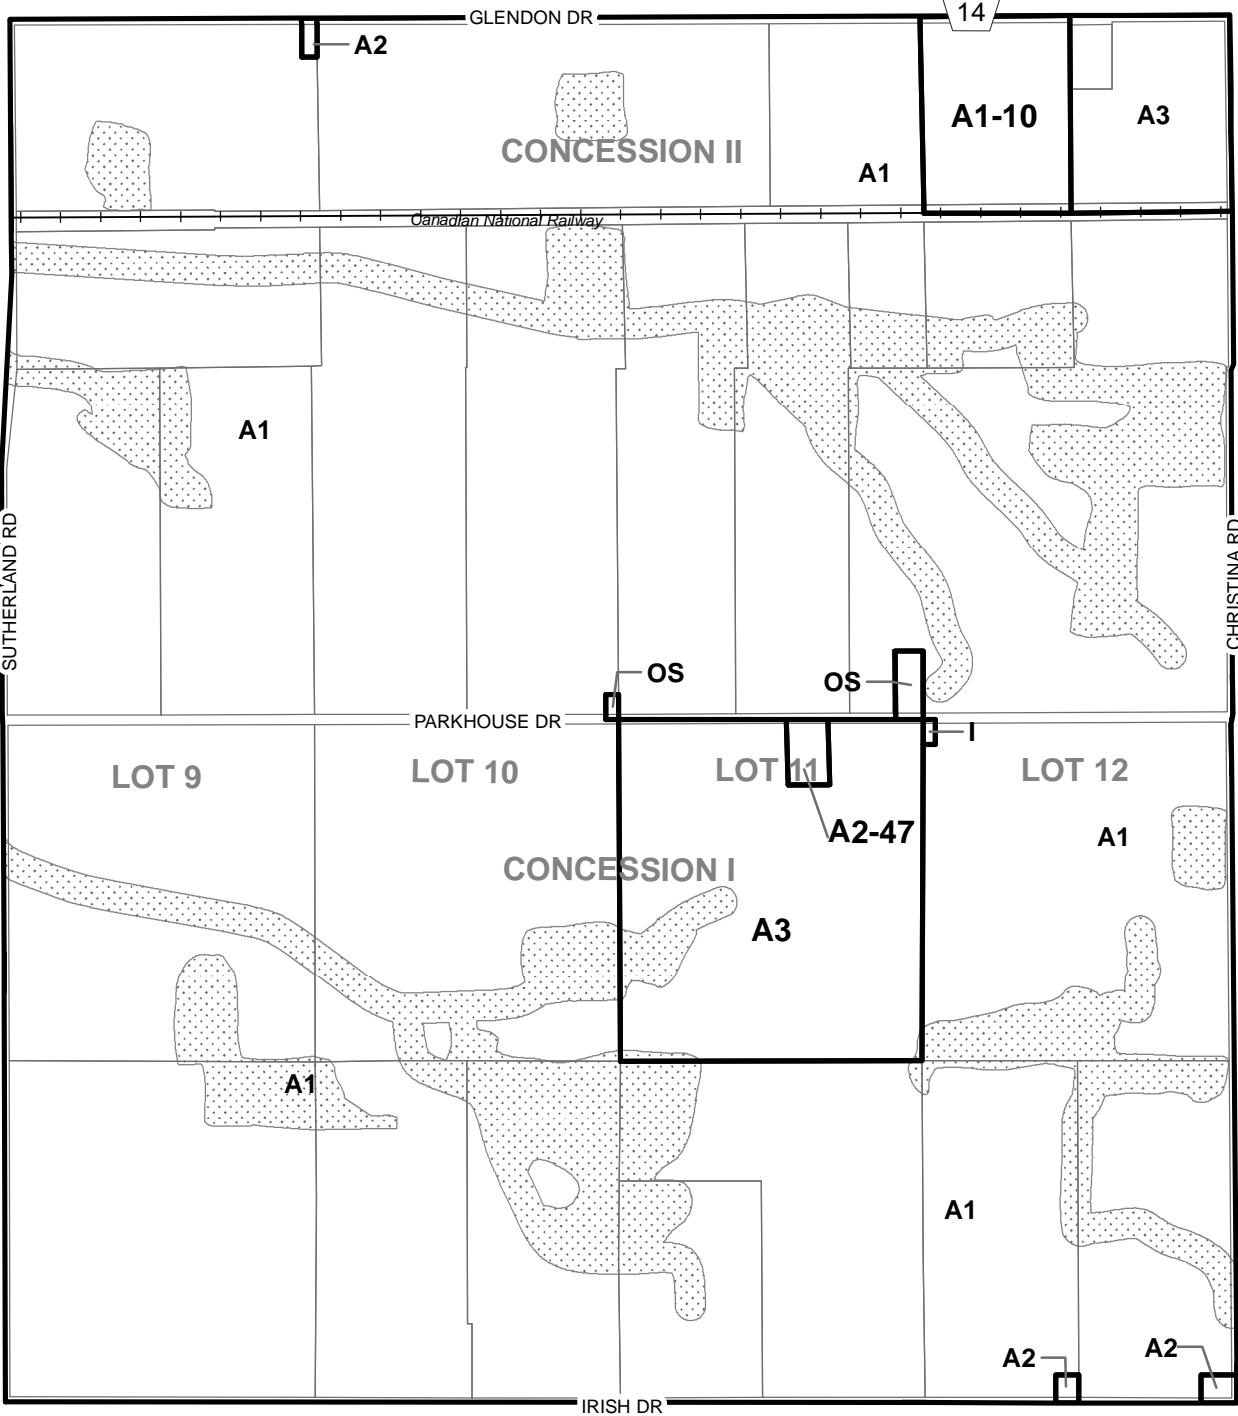 14
GLENDON DR
A2
A1-10
A3
CONCESSION II
A1
Canadian National Railway
A1
SUTHERLAND RD
CHRISTINA RD
OS
OS
PARKHOUSE DR
I
LOT 9
LOT 10
LOT 11
LOT 12
A2-47
A1
CONCESSION I
A3
A1
A1
A2
A2
IRISH DR